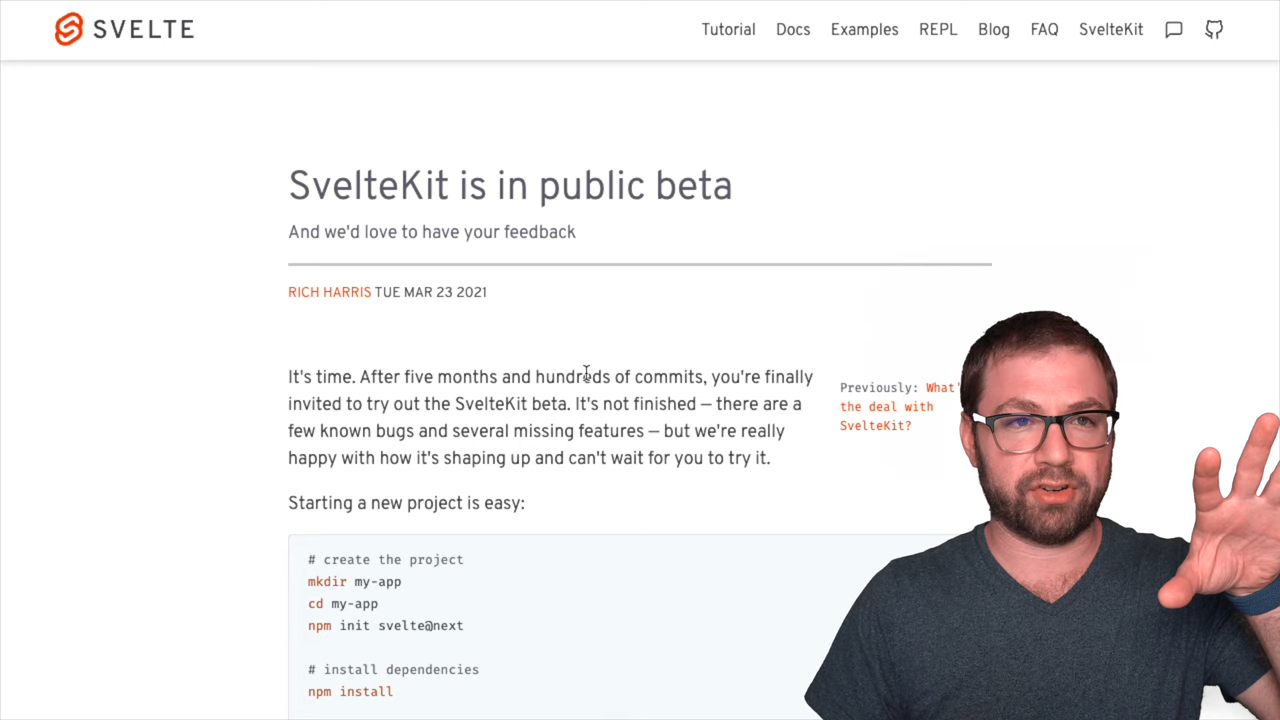 SVELTE
Tutorial Docs Examples REPL Blog FAQ SvelteKit
SvelteKit is in public beta
And we'd love to have your feedback
RICH HARRIS TUE MAR 23 2021
It's time. After five months and hundreds of commits, you're finally
invited to try out the SvelteKit beta. It's not finished — there are a
few known bugs and several missing features — but we're really
happy with how it's shaping up and can't wait for you to try it.
Previously: What'
the deal with
SvelteKit?
Starting a new project is easy:
# create the project
mkdir my-app
cd my-app
npm init svelte@next
# install dependencies
npm install